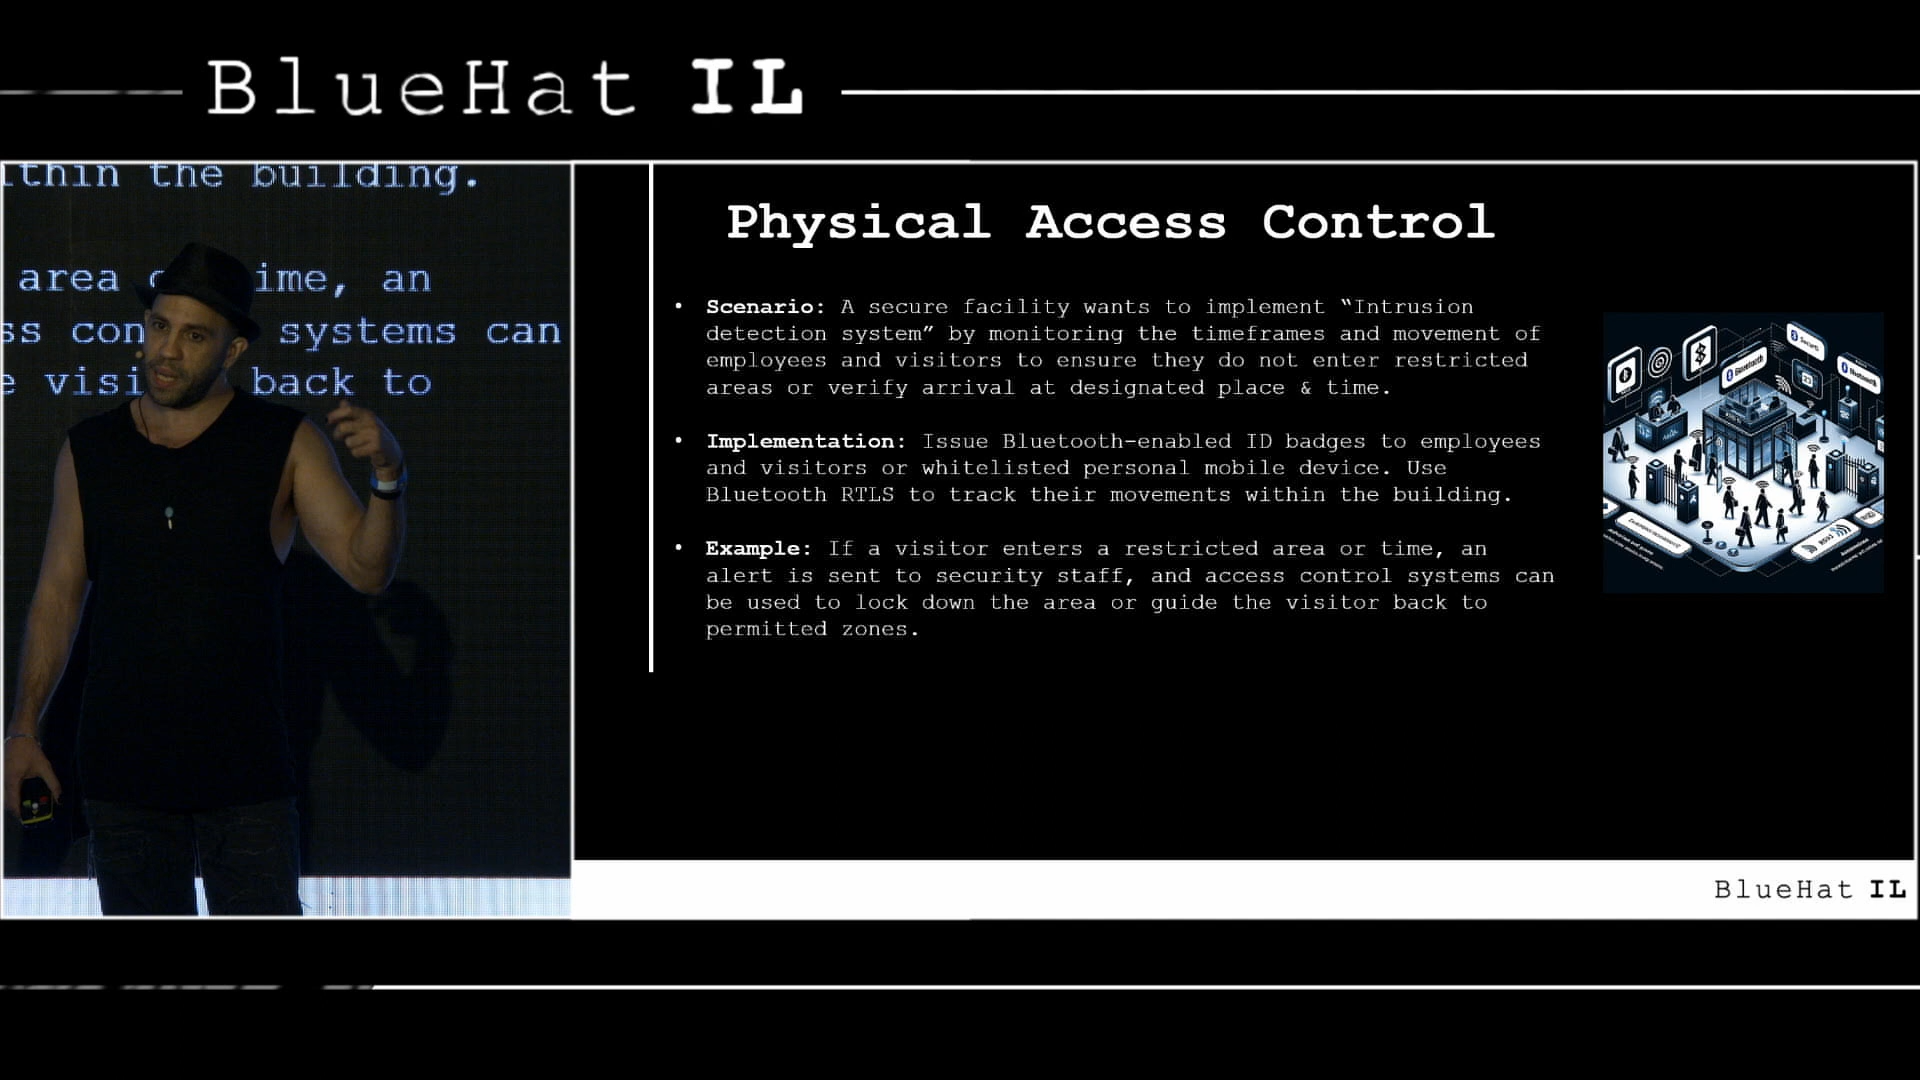 BlueHat IL
thin the building.
area o ime, an
ss con systems can
e visi back to
Physical Access Control
• Scenario: A secure facility wants to implement “Intrusion
detection system” by monitoring the timeframes and movement of
employees and visitors to ensure they do not enter restricted
areas or verify arrival at designated place & time.
• Implementation: Issue Bluetooth-enabled ID badges to employees
and visitors or whitelisted personal mobile device. Use
Bluetooth RTLS to track their movements within the building.
• Example: If a visitor enters a restricted area or time, an
alert is sent to security staff, and access control systems can
be used to lock down the area or guide the visitor back to
permitted zones.
Bluetooth
BlueHat IL